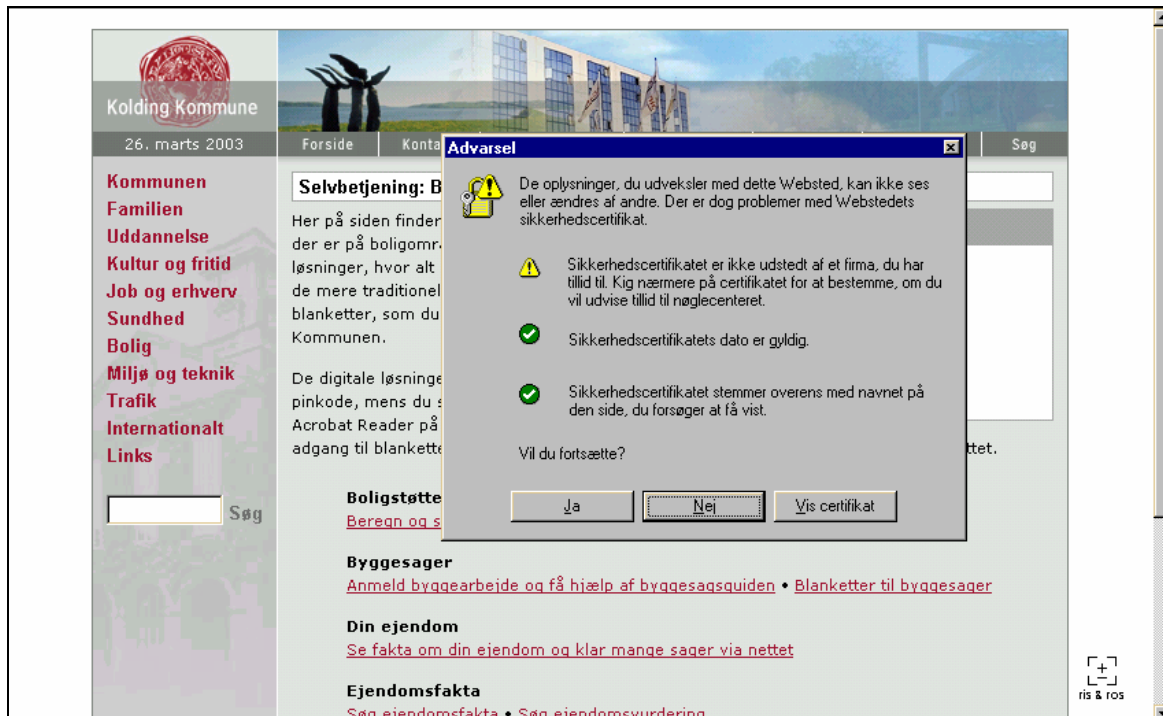 Kolding Kommune
26. marts 2003
Forside
Konta
Søg
Kommunen
Familien
Uddannelse
Kultur og fritid
Job og erhverv
Sundhed
Bolig
Miljø og teknik
Trafik
Internationalt
Links
Søg
Selvbetjening: B
Her på siden finder
der er på boligomr
løsninger, hvor alt
de mere traditionel
blanketter, som du
Kommunen.
De digitale løsninge
pinkode, mens du s
Acrobat Reader på
adgang til blankette
ttet.
Advarsel
De oplysninger, du udveksler med dette Websted, kan ikke ses
eller ændres af andre. Der er dog problemer med Webstedets
sikkerhedscertifikat.
Sikkerhedscertifikatet er ikke udstedt af et firma, du har
tillid til. Kig nærmere på certifikatet for at bestemme, om du
vil udvise tillid til nøglecenteret.
Sikkerhedscertifikatets dato er gyldig.
Sikkerhedscertifikatet stemmer overens med navnet på
den side, du forsøger at få vist.
Vil du fortsætte?
Ja
Nej
Vis certifikat
Boligstøtte
Beregn og s
Byggesager
Anmeld byggearbejde og få hjælp af byggesagsguiden • Blanketter til byggesager
Din ejendom
Se fakta om din ejendom og klar mange sager via nettet
Ejendomsfakta
Søg ejendomsfakta • Søg ejendomsvurdering
ris & ros